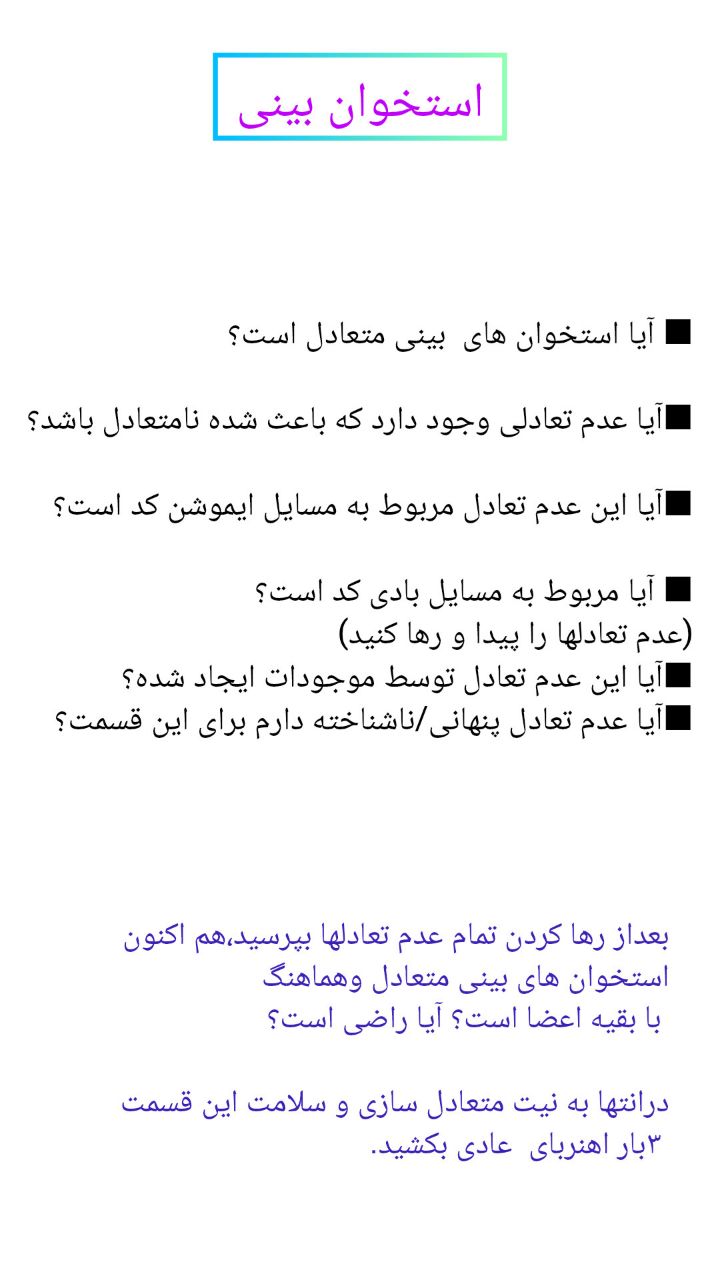 استخوان بینی
■ آیا استخوان های بینی متعادل است؟
■آیا عدم تعادلی وجود دارد که باعث شده نامتعادل باشد؟
■آیا این عدم تعادل مربوط به مسایل ایموشن کد است؟
■ آیا مربوط به مسایل بادی کد است؟
(عدم تعادلها را پیدا و رها کنید)
■آیا این عدم تعادل توسط موجودات ایجاد شده؟
■آیا عدم تعادل پنهانی/ناشناخته دارم برای این قسمت؟
بعداز رها کردن تمام عدم تعادلها بپرسید،هم اکنون
استخوان های بینی متعادل وهماهنگ
با بقیه اعضا است؟ آیا راضی است؟
درانتها به نیت متعادل سازی و سلامت این قسمت
۳بار اهنربای عادی بکشید.